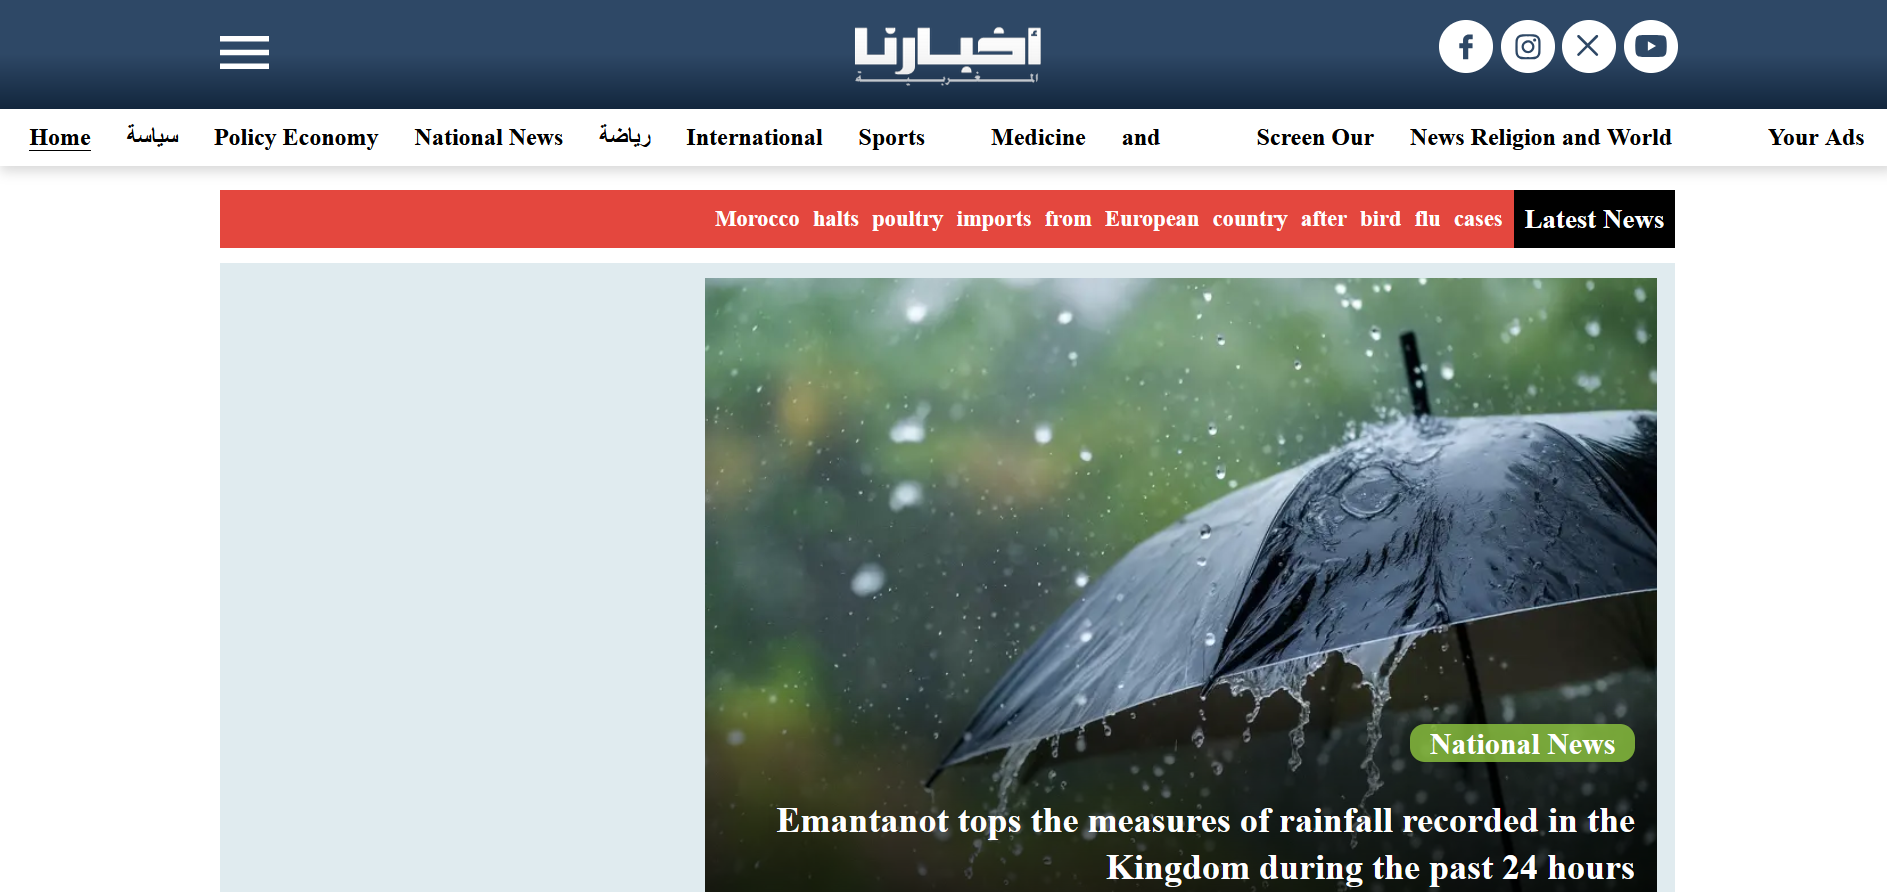 أخبارنا
المغربية
Home سياسة Policy Economy National News رياضة International Sports Medicine and Screen Our News Religion and World Your Ads
Morocco halts poultry imports from European country after bird flu cases Latest News
National News
Emantanot tops the measures of rainfall recorded in the
Kingdom during the past 24 hours